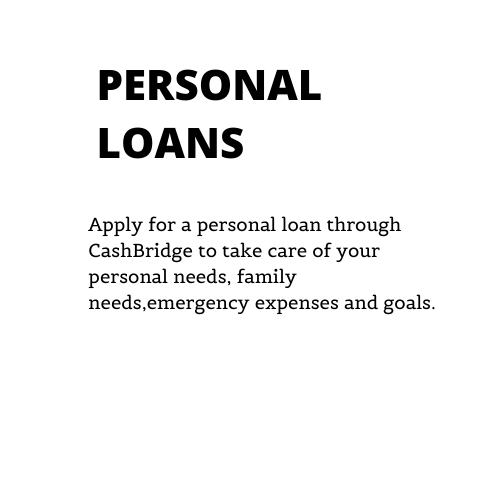 PERSONAL
LOANS
Apply for a personal loan through
CashBridge to take care of your
personal needs, family
needs,emergency expenses and goals.